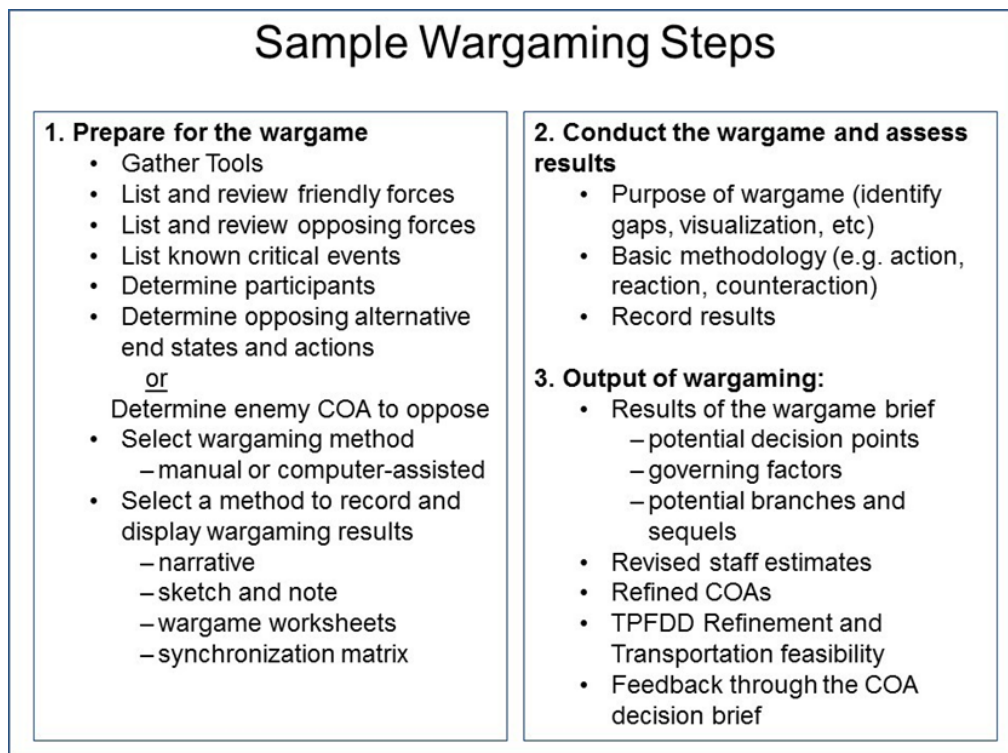 Sample Wargaming Steps
1. Prepare for the wargame
• Gather Tools
• List and review friendly forces
• List and review opposing forces
• List known critical events
• Determine participants
• Determine opposing alternative
end states and actions
or
Determine enemy COA to oppose
• Select wargaming method
– manual or computer-assisted
• Select a method to record and
display wargaming results
– narrative
– sketch and note
– wargame worksheets
– synchronization matrix
2. Conduct the wargame and assess
results
• Purpose of wargame (identify
gaps, visualization, etc)
• Basic methodology (e.g. action,
reaction, counteraction)
• Record results
3. Output of wargaming:
• Results of the wargame brief
– potential decision points
– governing factors
– potential branches and
sequels
• Revised staff estimates
• Refined COAs
• TPFDD Refinement and
Transportation feasibility
• Feedback through the COA
decision brief